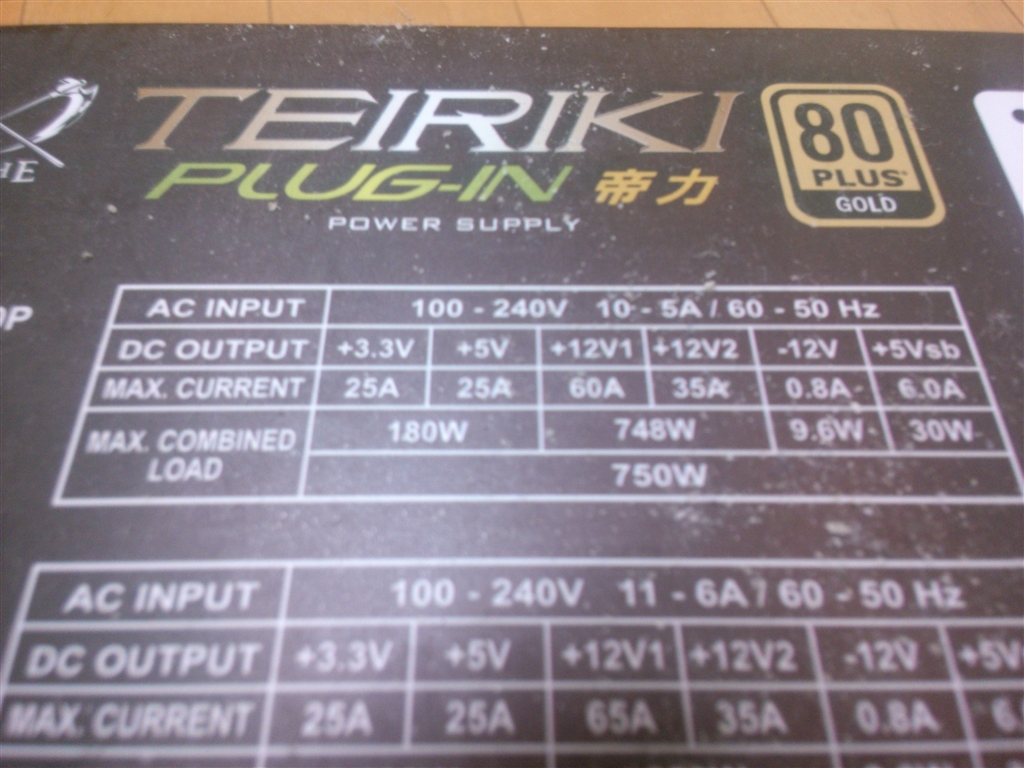 TEIRIKI
80
PLUS
GOLD
PLUG-IN 帝力
POWER SUPPLY
AC INPUT 100 - 240V 10 - 5A / 60 - 50 Hz
DC OUTPUT +3.3V +5V +12V1 +12V2 -12V +5Vsb
MAX. CURRENT 25A 25A 60A 35A 0.8A 6.0A
MAX. COMBINED LOAD 180W 748W 9.6W 30W
750W
AC INPUT 100 - 240V 11 - 6A / 60 - 50 Hz
DC OUTPUT +3.3V +5V +12V1 +12V2 -12V
MAX. CURRENT 25A 25A 65A 35A 0.8A